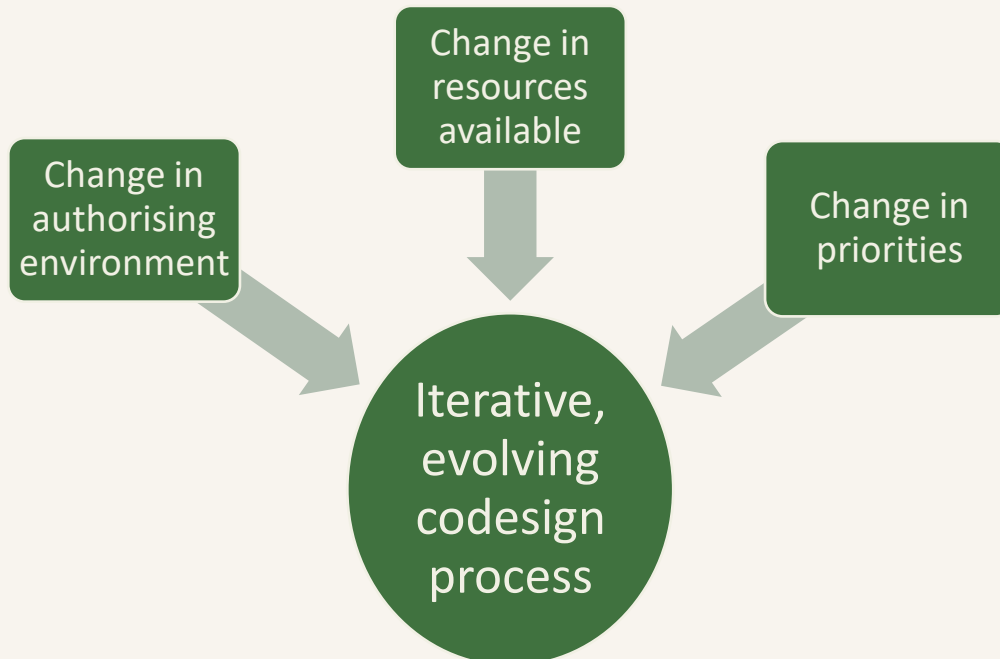 Change in
resources
available
Change in
authorising
environment
Change in
priorities
Iterative,
evolving
codesign
process